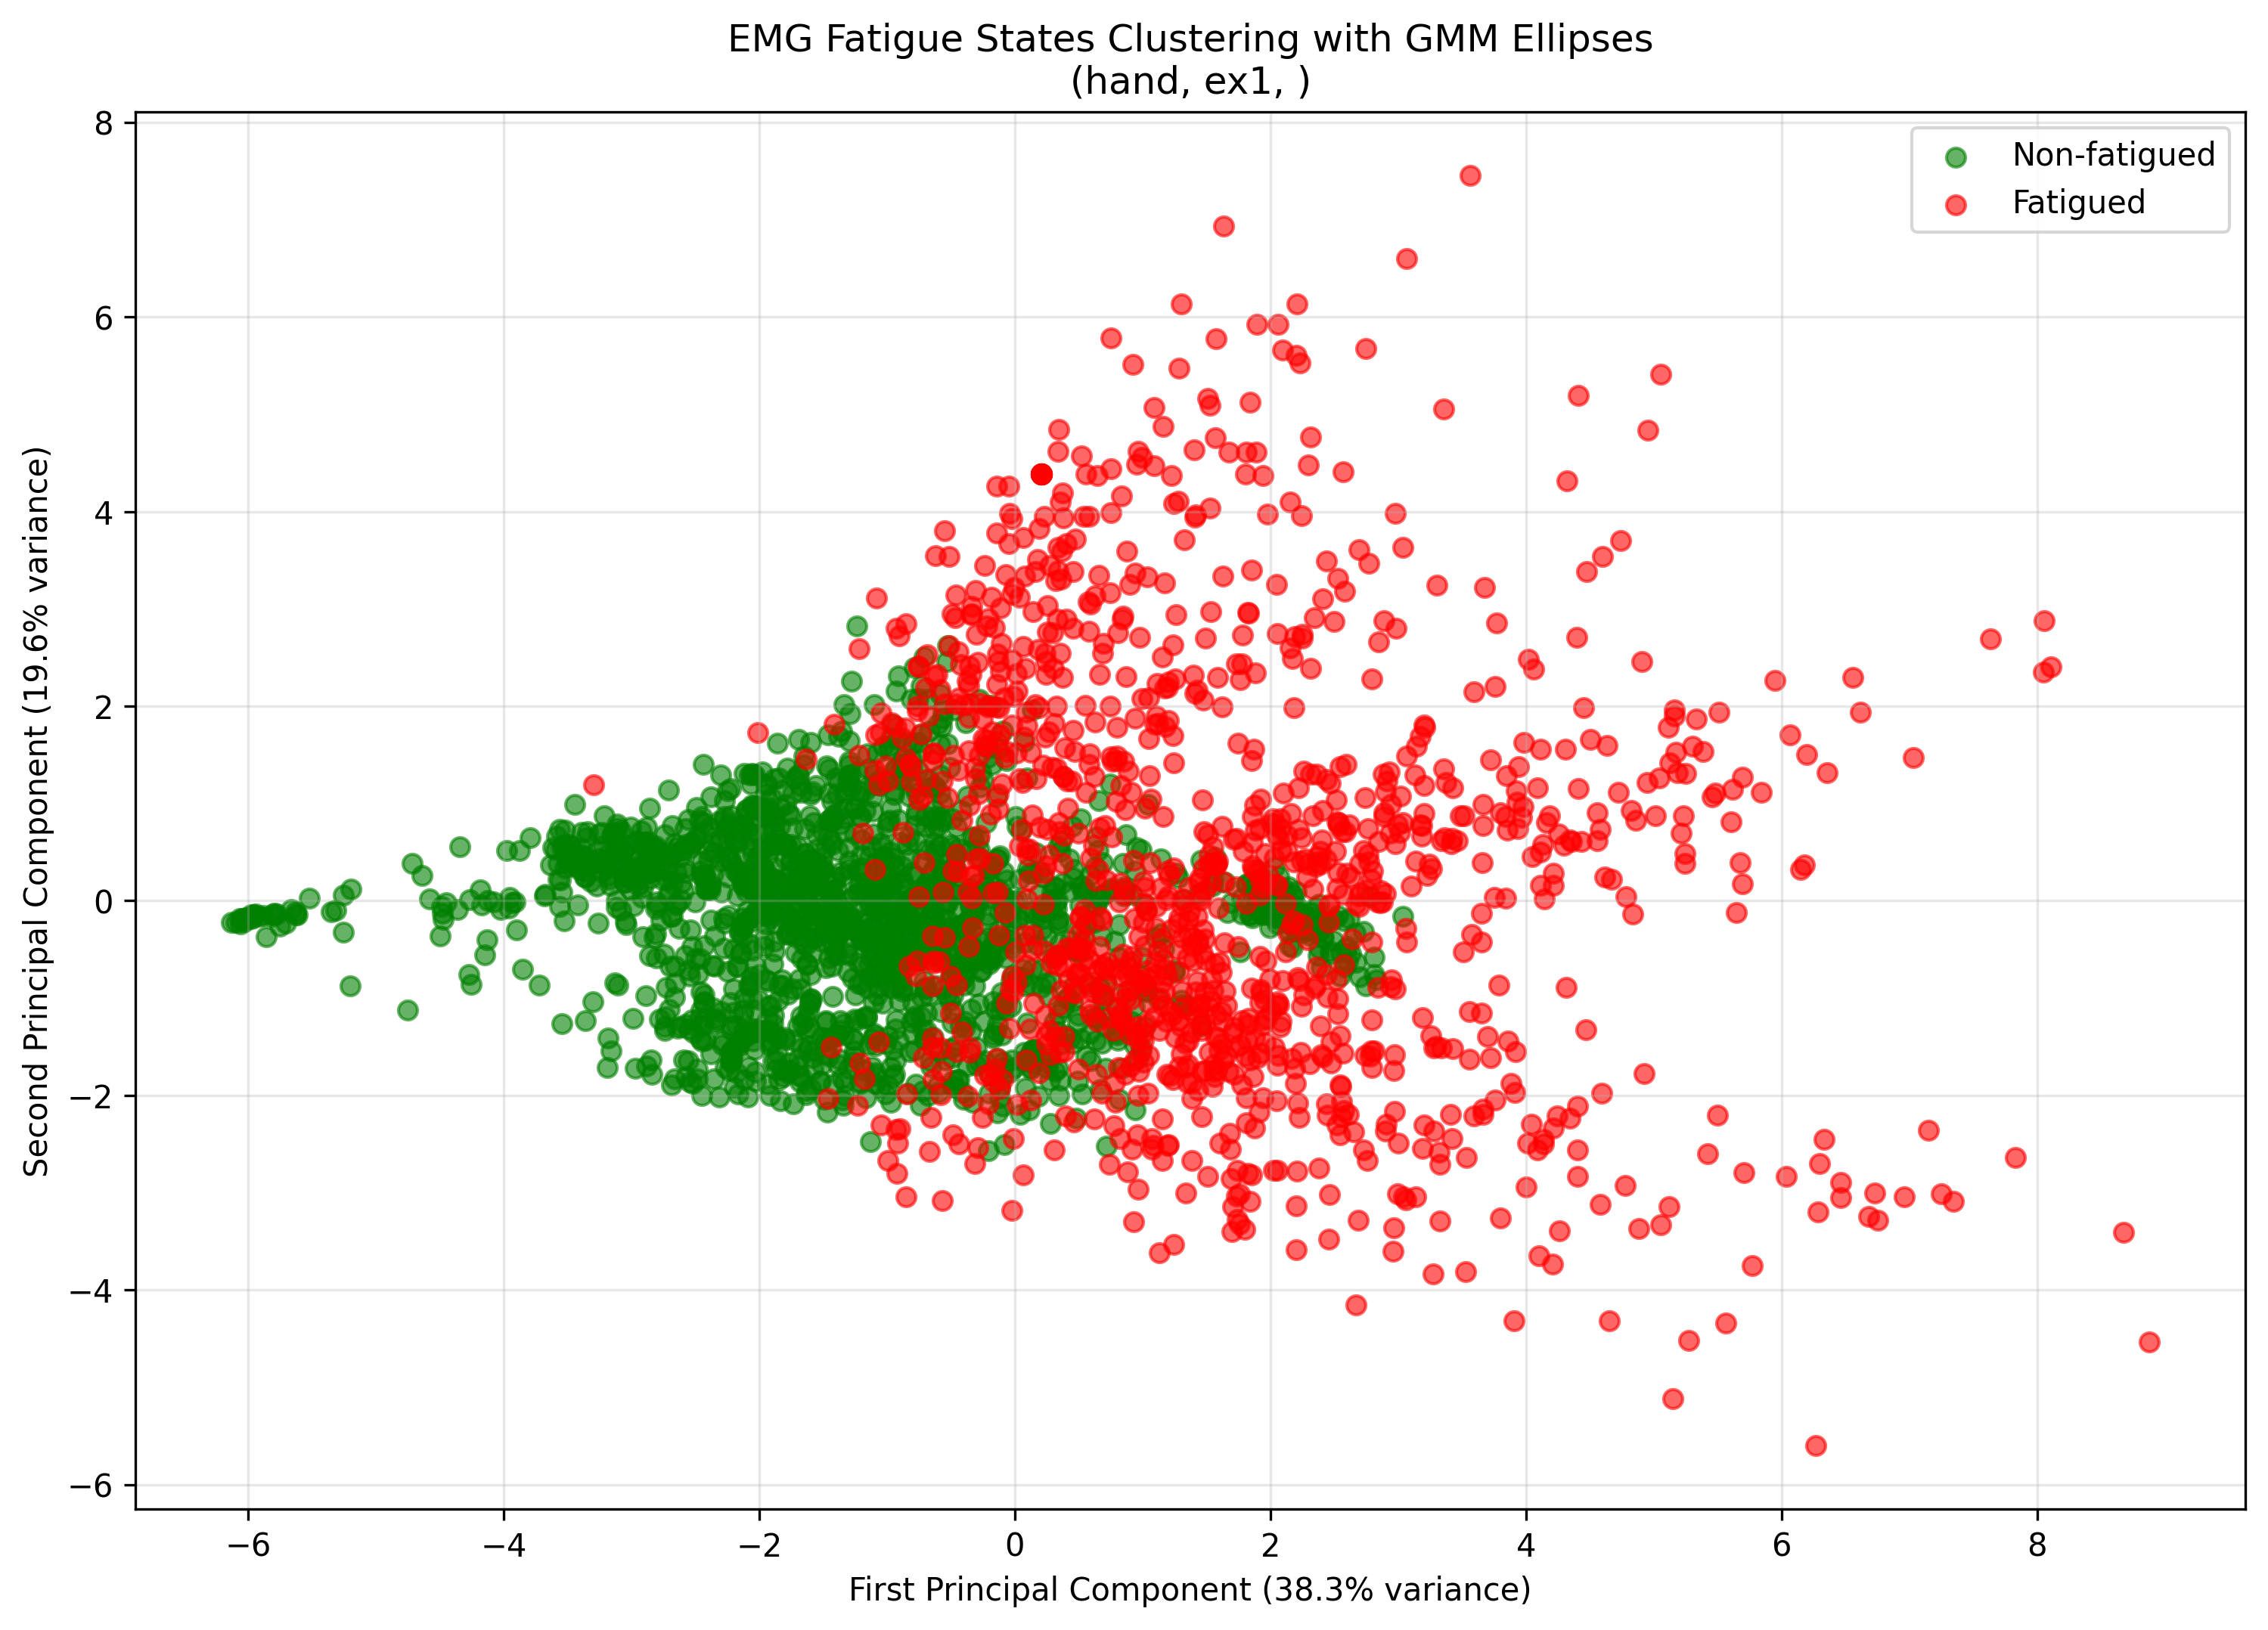 EMG Fatigue States Clustering with GMM Ellipses
(hand, ex1, )
Non-fatigued
Fatigued
8
6
4
2
0
−2
−4
−6
Second Principal Component (19.6% variance)
−6 −4 −2 0 2 4 6 8
First Principal Component (38.3% variance)